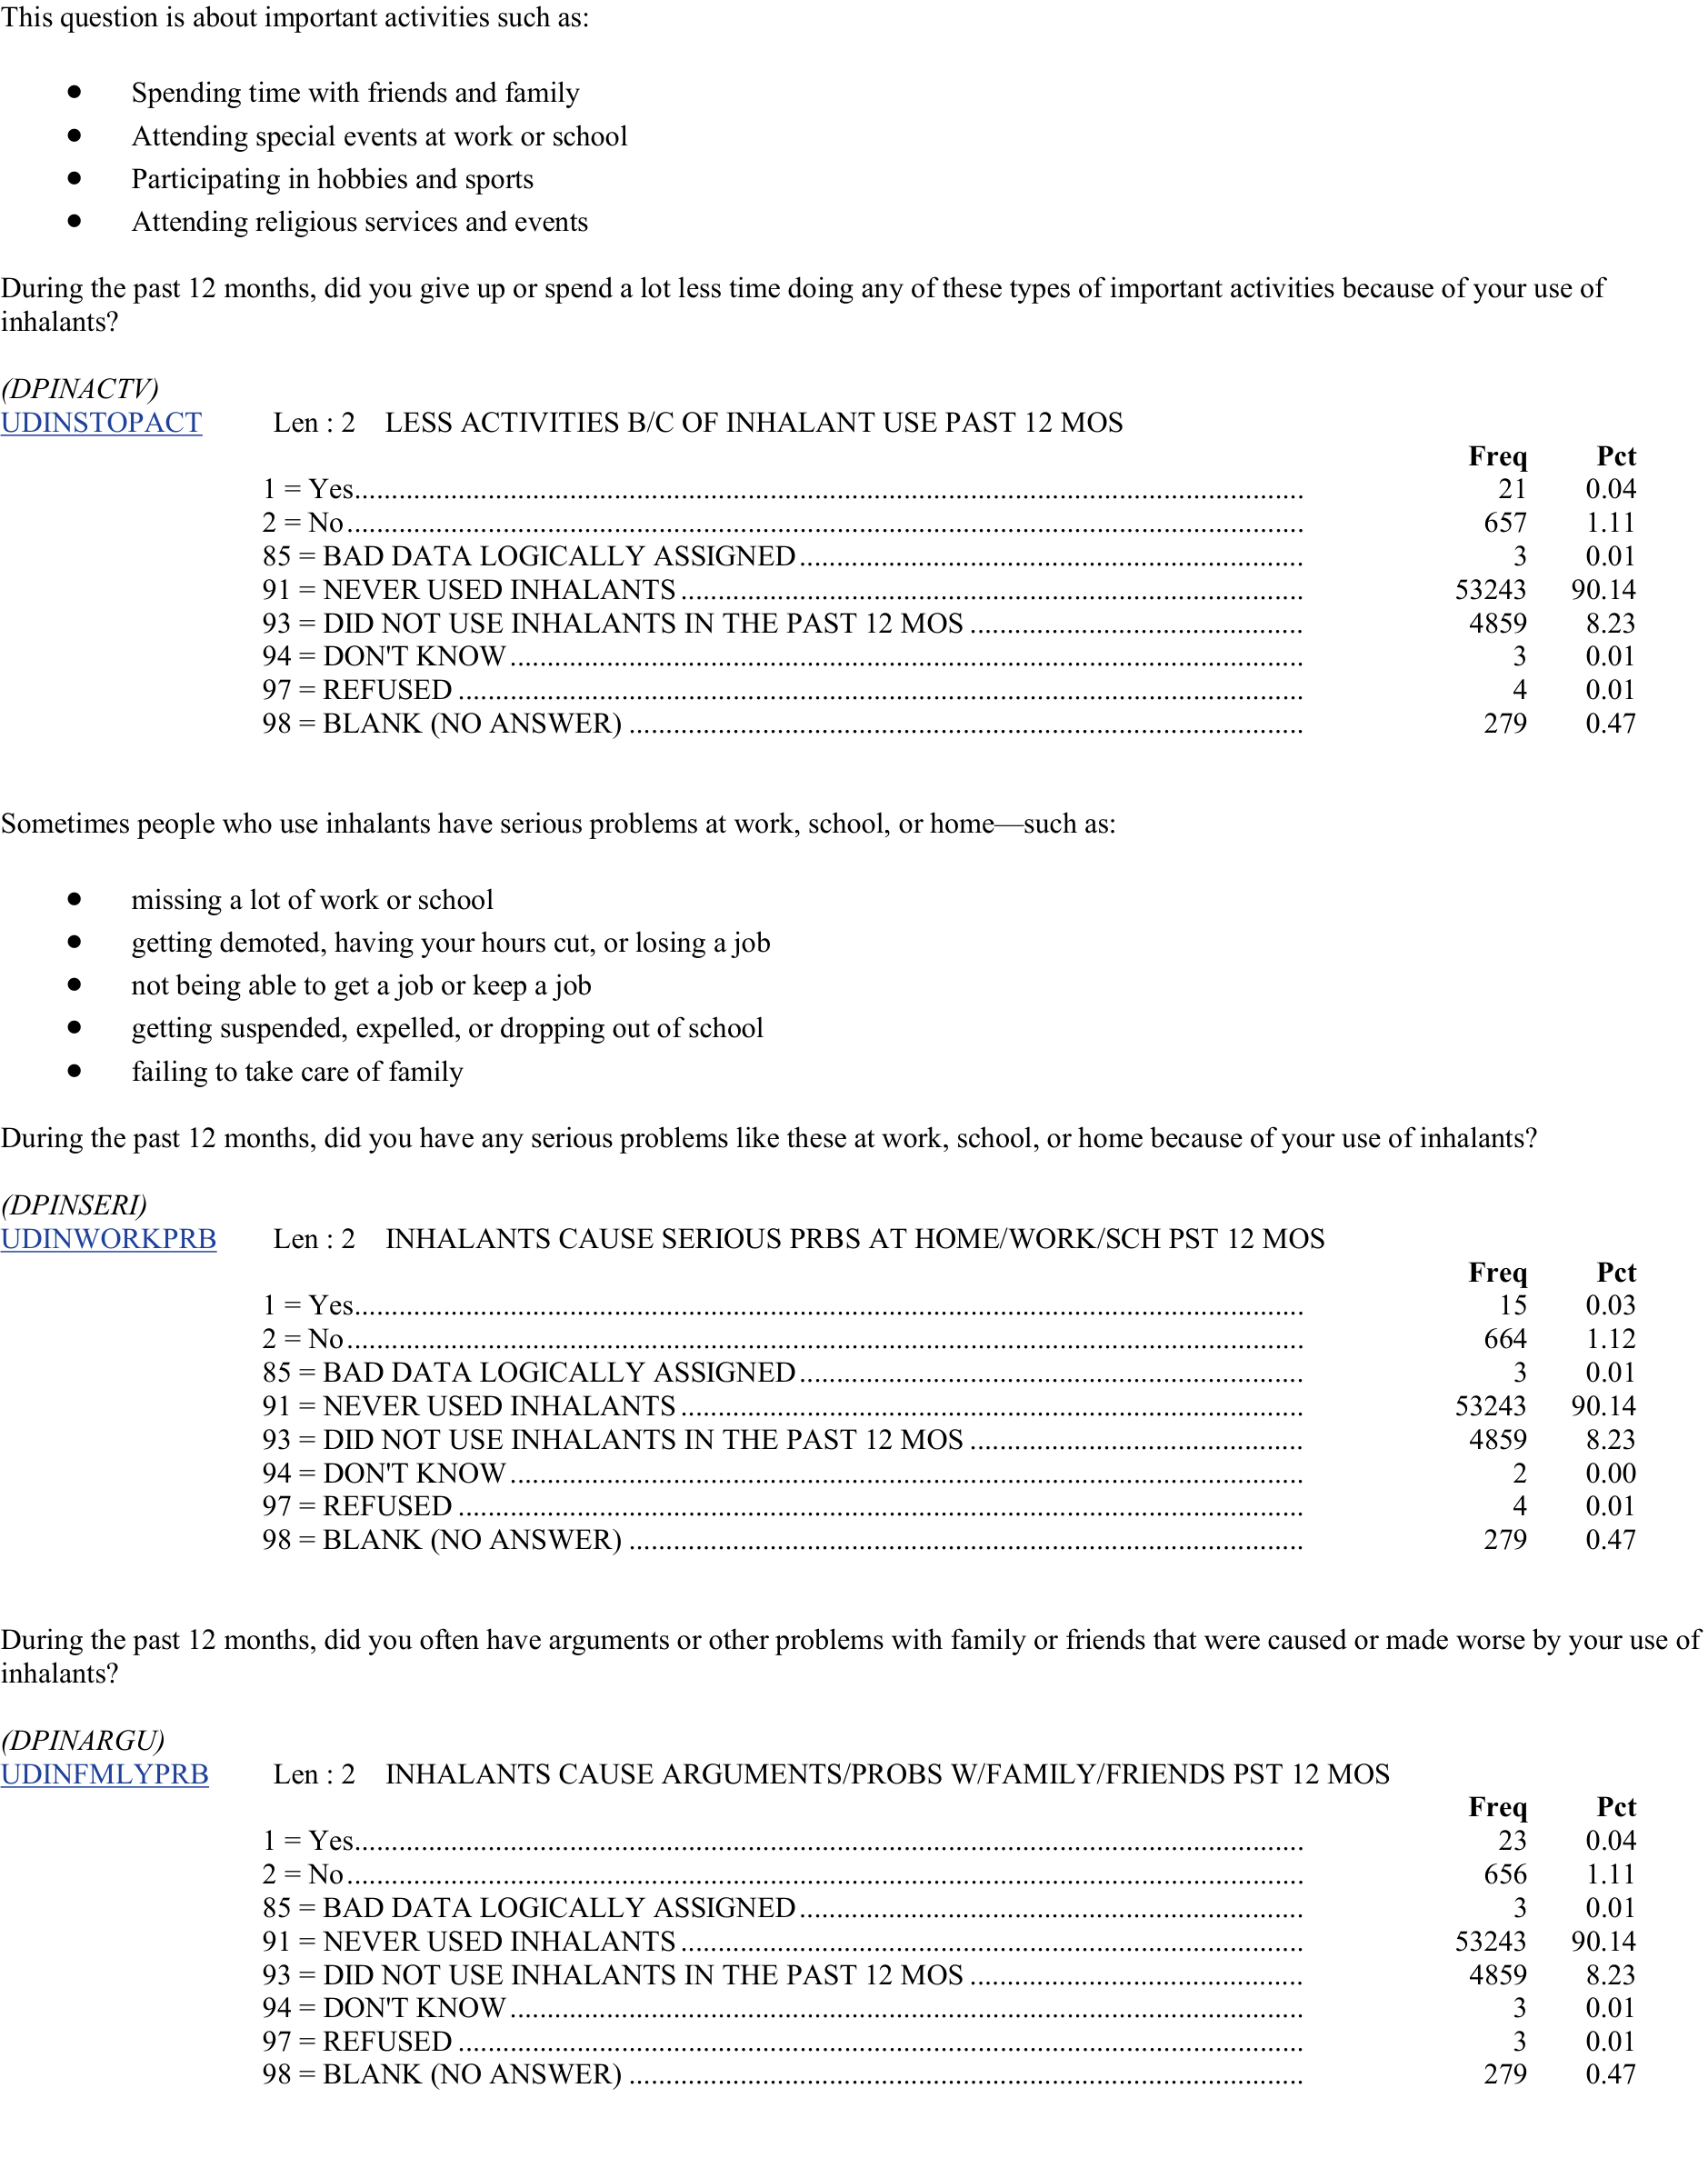 This question is about important activities such as:
● Spending time with friends and family
● Attending special events at work or school
● Participating in hobbies and sports
● Attending religious services and events
During the past 12 months, did you give up or spend a lot less time doing any of these types of important activities because of your use of
inhalants?
(DPINACTV)
UDINSTOPACT Len : 2 LESS ACTIVITIES B/C OF INHALANT USE PAST 12 MOS
Freq Pct
1 = Yes 21 0.04
2 = No 657 1.11
85 = BAD DATA LOGICALLY ASSIGNED 3 0.01
91 = NEVER USED INHALANTS 53243 90.14
93 = DID NOT USE INHALANTS IN THE PAST 12 MOS 4859 8.23
94 = DON'T KNOW 3 0.01
97 = REFUSED 4 0.01
98 = BLANK (NO ANSWER) 279 0.47
Sometimes people who use inhalants have serious problems at work, school, or home—such as:
● missing a lot of work or school
● getting demoted, having your hours cut, or losing a job
● not being able to get a job or keep a job
● getting suspended, expelled, or dropping out of school
● failing to take care of family
During the past 12 months, did you have any serious problems like these at work, school, or home because of your use of inhalants?
(DPINSERI)
UDINWORKPRB Len : 2 INHALANTS CAUSE SERIOUS PRBS AT HOME/WORK/SCH PST 12 MOS
Freq Pct
1 = Yes 15 0.03
2 = No 664 1.12
85 = BAD DATA LOGICALLY ASSIGNED 3 0.01
91 = NEVER USED INHALANTS 53243 90.14
93 = DID NOT USE INHALANTS IN THE PAST 12 MOS 4859 8.23
94 = DON'T KNOW 2 0.00
97 = REFUSED 4 0.01
98 = BLANK (NO ANSWER) 279 0.47
During the past 12 months, did you often have arguments or other problems with family or friends that were caused or made worse by your use of
inhalants?
(DPINARGU)
UDINFMLYPRB Len : 2 INHALANTS CAUSE ARGUMENTS/PROBS W/FAMILY/FRIENDS PST 12 MOS
Freq Pct
1 = Yes 23 0.04
2 = No 656 1.11
85 = BAD DATA LOGICALLY ASSIGNED 3 0.01
91 = NEVER USED INHALANTS 53243 90.14
93 = DID NOT USE INHALANTS IN THE PAST 12 MOS 4859 8.23
94 = DON'T KNOW 3 0.01
97 = REFUSED 3 0.01
98 = BLANK (NO ANSWER) 279 0.47